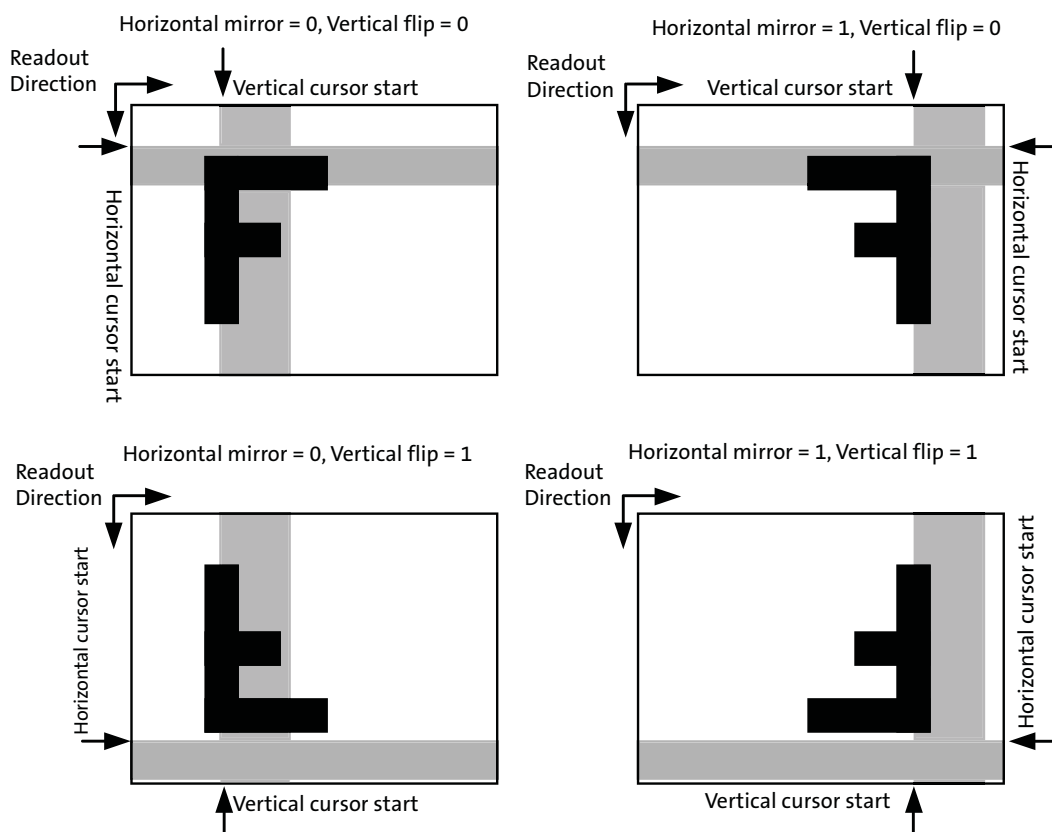 Horizontal mirror = 0, Vertical flip = 0
Readout
Direction
Vertical cursor start
Horizontal cursor start
Horizontal mirror = 1, Vertical flip = 0
Readout
Direction
Vertical cursor start
Horizontal cursor start
Horizontal mirror = 0, Vertical flip = 1
Readout
Direction
Horizontal cursor start
Vertical cursor start
Horizontal mirror = 1, Vertical flip = 1
Readout
Direction
Horizontal cursor start
Vertical cursor start